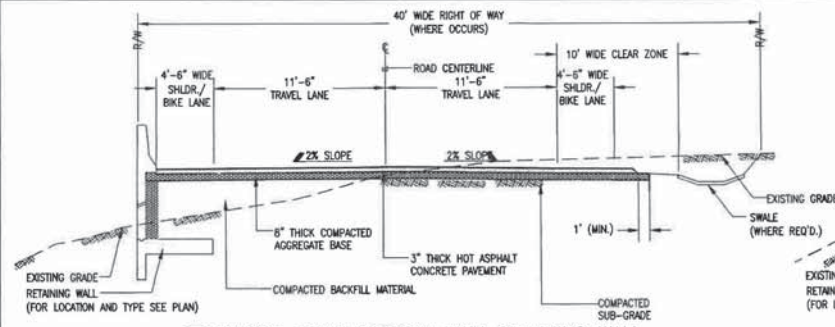 40' WIDE RIGHT OF WAY
(WHERE OCCURS)
R/W
R/W
℄
10' WIDE CLEAR ZONE
ROAD CENTERLINE
4'-6" WIDE
SHLDR./
BIKE LANE
11'-6"
TRAVEL LANE
11'-6"
TRAVEL LANE
4'-6" WIDE
SHLDR./
BIKE LANE
2% SLOPE
2% SLOPE
EXISTING GRADE
SWALE
(WHERE REQ'D.)
8" THICK COMPACTED
AGGREGATE BASE
1' (MIN.)
3" THICK HOT ASPHALT
CONCRETE PAVEMENT
EXISTING GRADE
RETAINING WALL
(FOR LOCATION AND TYPE SEE PLAN)
COMPACTED BACKFILL MATERIAL
COMPACTED
SUB-GRADE